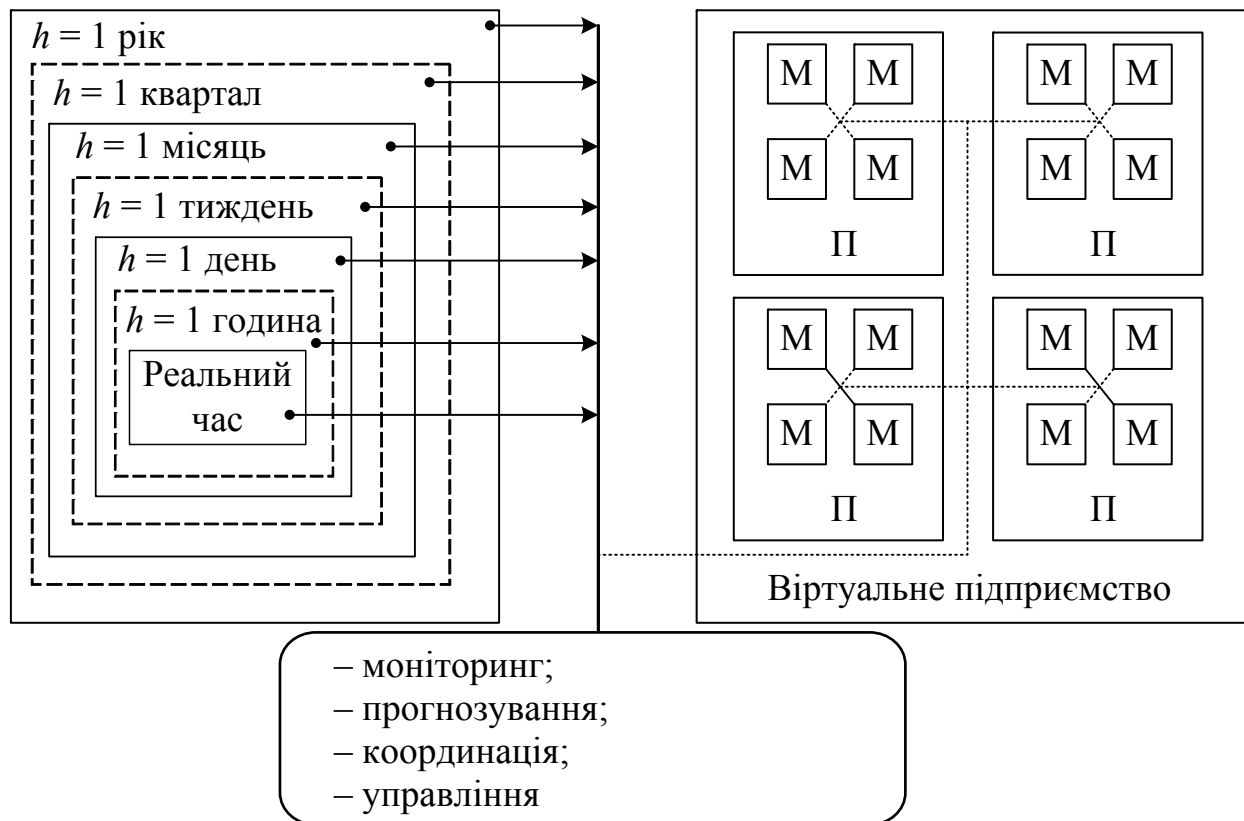 h = 1 рік
h = 1 квартал
h = 1 місяць
h = 1 тиждень
h = 1 день
h = 1 година
Реальний
час
М М М М
М М М М
П П
М М М М
М М М М
П П
Віртуальне підприємство
– моніторинг;
– прогнозування;
– координація;
– управління